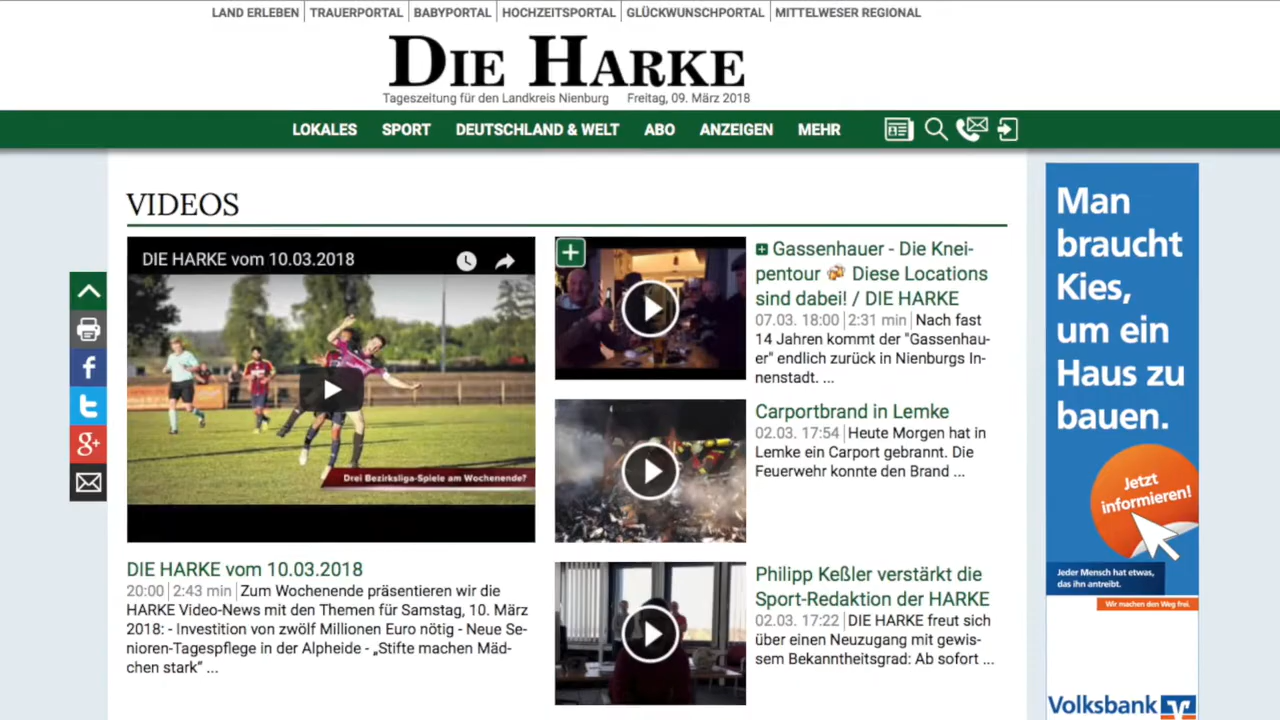 LAND ERLEBEN TRAUERPORTAL BABYPORTAL HOCHZEITSPORTAL GLÜCKWUNSCHPORTAL MITTELWESER REGIONAL
DIE HARKE
Tageszeitung für den Landkreis Nienburg Freitag, 09. März 2018
LOKALES SPORT DEUTSCHLAND & WELT ABO ANZEIGEN MEHR
VIDEOS
DIE HARKE vom 10.03.2018
Drei Bezirksliga-Spiele am Wochenende?
DIE HARKE vom 10.03.2018
20:00 | 2:43 min | Zum Wochenende präsentieren wir die
HARKE Video-News mit den Themen für Samstag, 10. März
2018: - Investition von zwölf Millionen Euro nötig - Neue Se-
nioren-Tagespflege in der Alpheide - „Stifte machen Mäd-
chen stark“ ...
Gassenhauer - Die Knei-
pentour 🍻 Diese Locations
sind dabei! / DIE HARKE
07.03. 18:00 | 2:31 min | Nach fast
14 Jahren kommt der "Gassenhau-
er" endlich zurück in Nienburgs In-
nenstadt. ...
Carportbrand in Lemke
02.03. 17:54 | Heute Morgen hat in
Lemke ein Carport gebrannt. Die
Feuerwehr konnte den Brand ...
Philipp Keßler verstärkt die
Sport-Redaktion der HARKE
02.03. 17:22 | DIE HARKE freut sich
über einen Neuzugang mit gewis-
sem Bekanntheitsgrad: Ab sofort ...
Man
braucht
Kies,
um ein
Haus zu
bauen.
Jetzt
informieren!
Jeder Mensch hat etwas,
das ihn antreibt.
Wir machen den Weg frei.
Volksbank